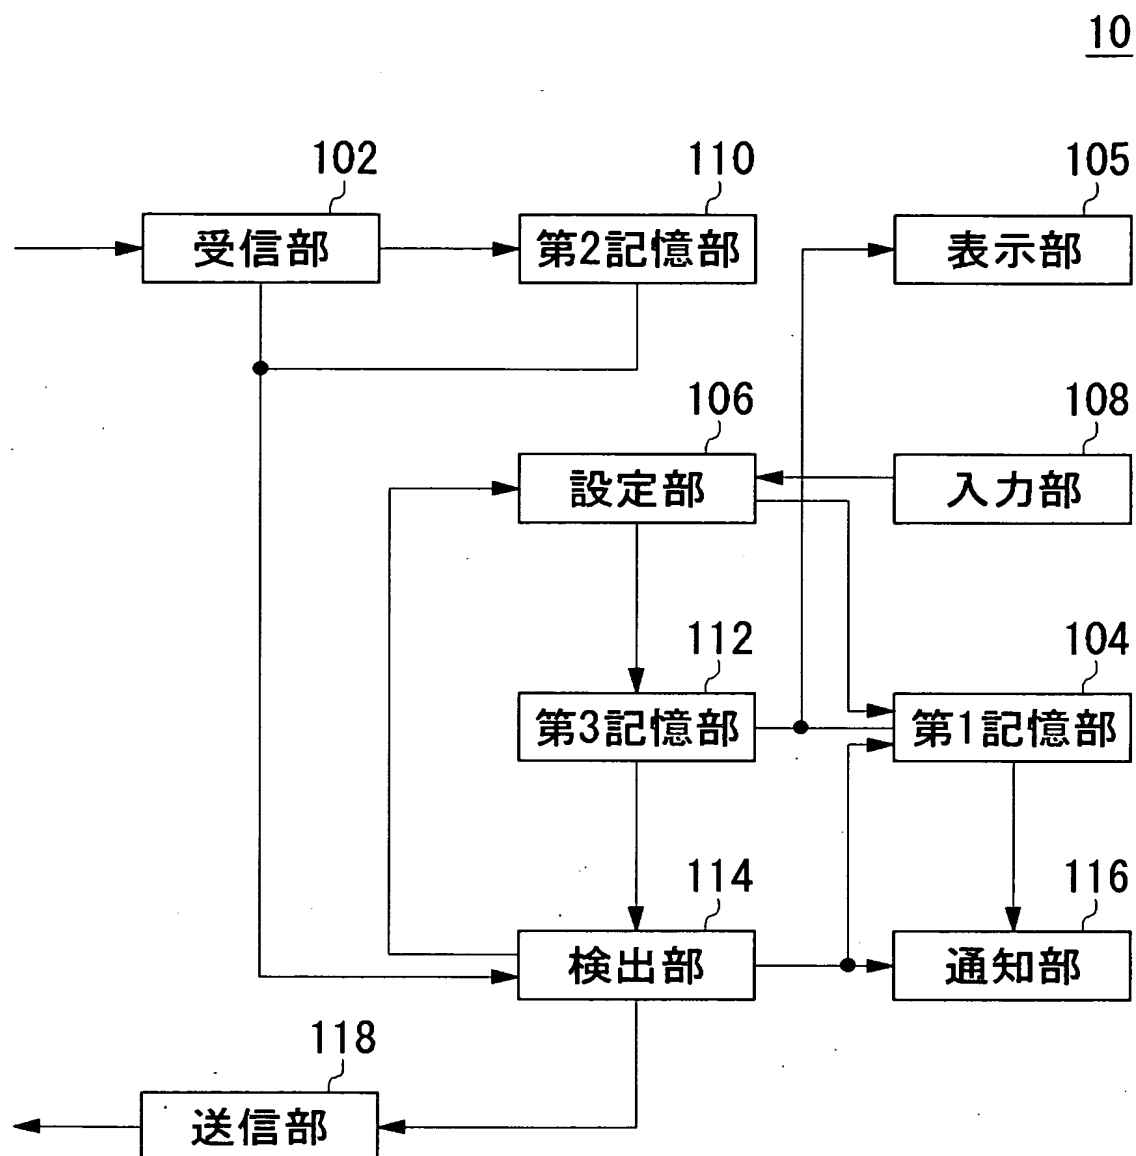 10
102
110
105
受信部
第2記憶部
表示部
106
108
設定部
入力部
112
104
第3記憶部
第1記憶部
114
116
検出部
通知部
118
送信部